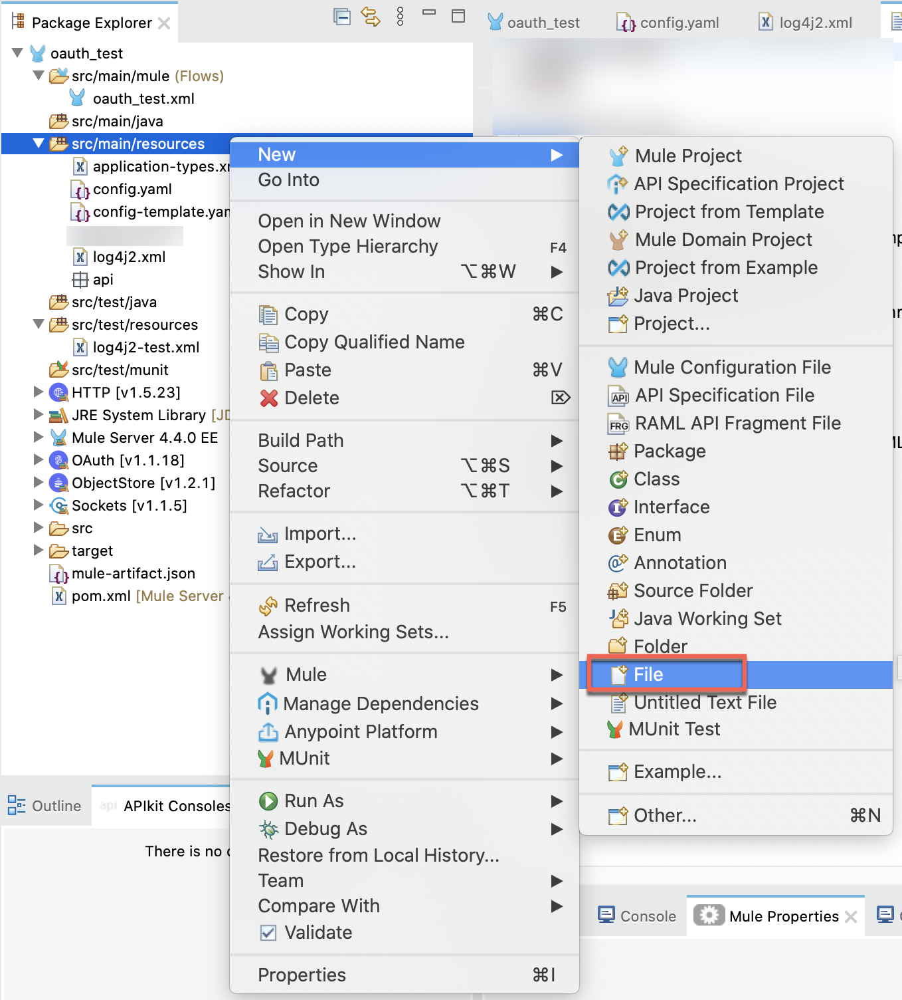 Package Explorer
oauth_test
config.yaml
log4j2.xml
oauth_test
src/main/mule (Flows)
oauth_test.xml
src/main/java
src/main/resources
application-types.x
config.yaml
config-template.ya
log4j2.xml
api
src/test/java
src/test/resources
log4j2-test.xml
src/test/munit
HTTP [v1.5.23]
JRE System Library [JD
Mule Server 4.4.0 EE
OAuth [v1.1.18]
ObjectStore [v1.2.1]
Sockets [v1.1.5]
src
target
mule-artifact.json
pom.xml [Mule Server
Outline
api APIkit Consoles
There is no
New
Go Into
Open in New Window
Open Type Hierarchy F4
Show In ⌥⌘W
Copy ⌘C
Copy Qualified Name
Paste ⌘V
Delete ⌦
Build Path
Source ⌥⌘S
Refactor ⌥⌘T
Import...
Export...
Refresh F5
Assign Working Sets...
Mule
Manage Dependencies
Anypoint Platform
MUnit
Run As
Debug As
Restore from Local History...
Team
Compare With
Validate
Properties ⌘I
Mule Project
API Specification Project
Project from Template
Mule Domain Project
Project from Example
Java Project
Project...
Mule Configuration File
API API Specification File
FRG RAML API Fragment File
Package
Class
Interface
Enum
Annotation
Source Folder
Java Working Set
Folder
File
Untitled Text File
MUnit Test
Example...
Other... ⌘N
Console
Mule Properties